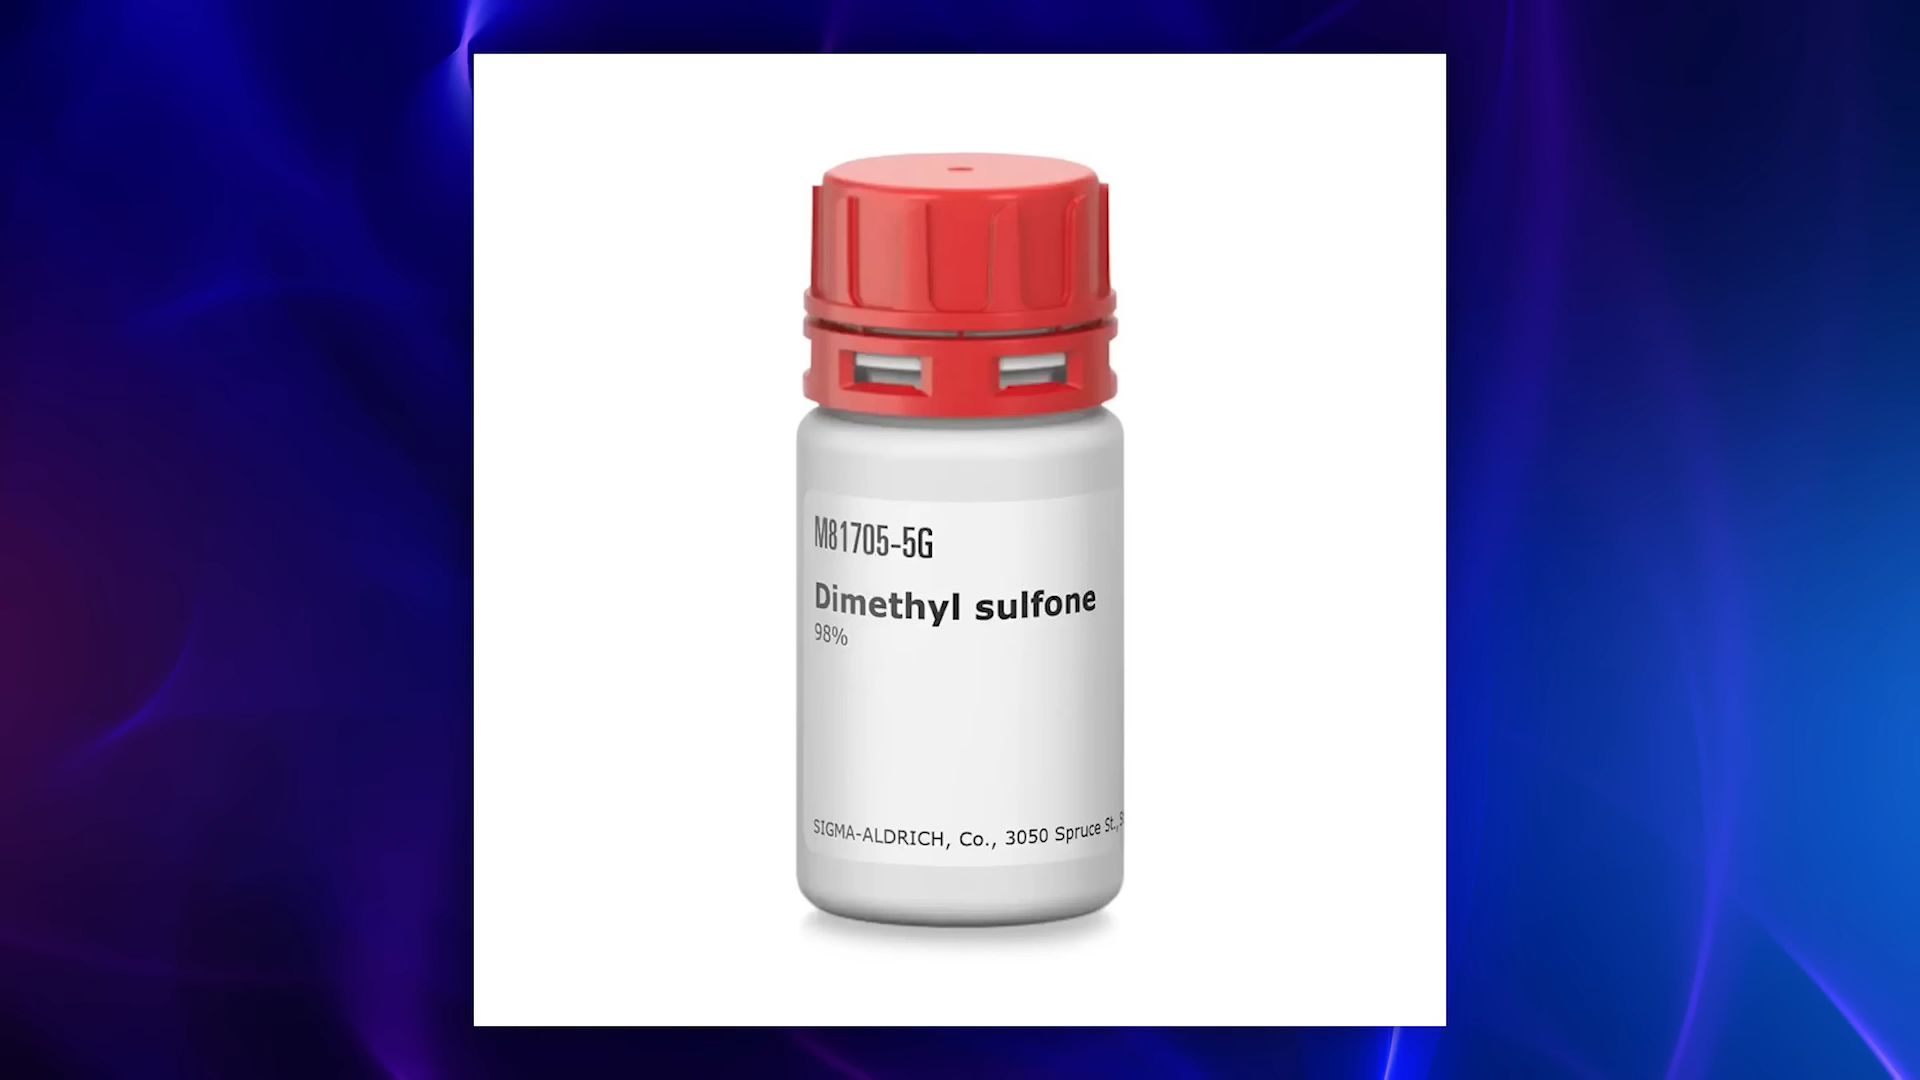 M81705-5G
Dimethyl sulfone
98%
SIGMA-ALDRICH, Co., 3050 Spruce St.,